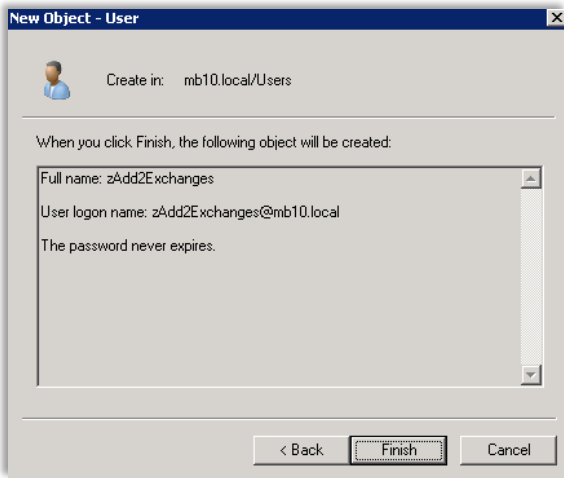 New Object - User
Create in: mb10.local/Users
When you click Finish, the following object will be created:
Full name: zAdd2Exchanges
User logon name: zAdd2Exchanges@mb10.local
The password never expires.
< Back
Finish
Cancel